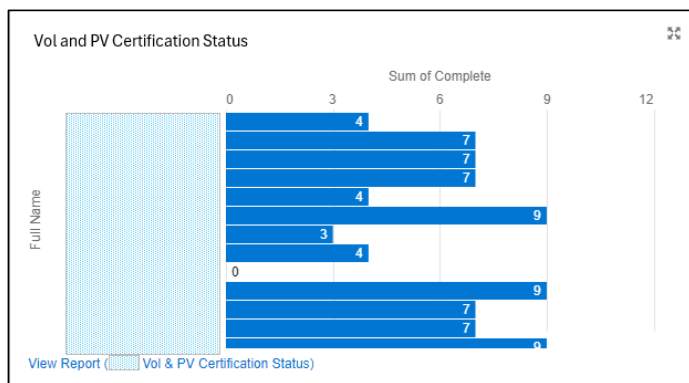 Vol and PV Certification Status
Sum of Complete
0 3 6 9 12
Full Name
4
7
7
7
4
9
3
4
0
9
7
7
9
View Report ( Vol & PV Certification Status)